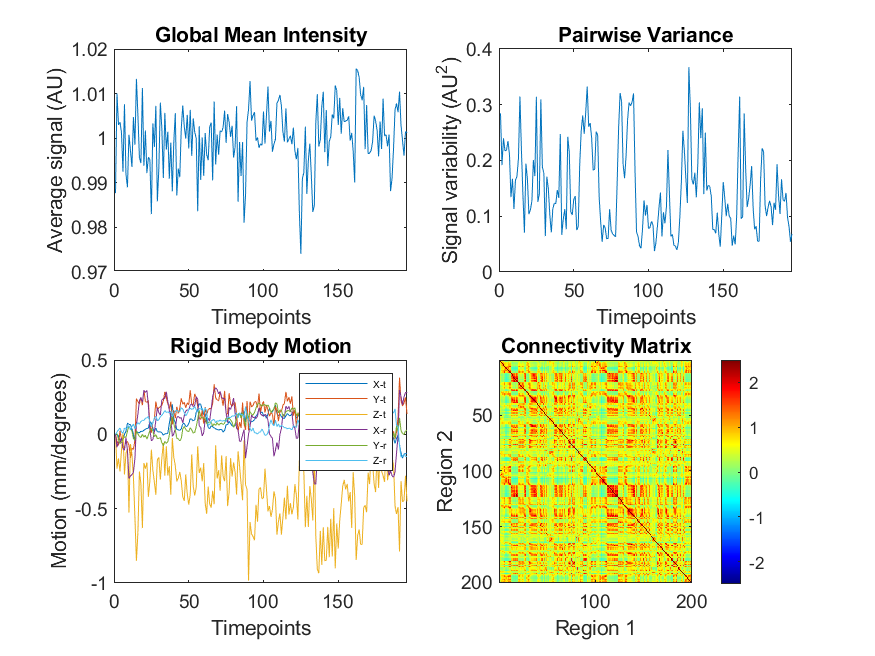 Global Mean Intensity
1.02
1.01
1
0.99
0.98
0.97
Average signal (AU)
0 50 100 150
Timepoints
Pairwise Variance
0.4
0.3
0.2
0.1
0
Signal variability (AU²)
0 50 100 150
Timepoints
Rigid Body Motion
0.5
0
-0.5
-1
Motion (mm/degrees)
X-t
Y-t
Z-t
X-r
Y-r
Z-r
0 50 100 150
Timepoints
Connectivity Matrix
50
100
150
200
Region 2
100 200
Region 1
2
1
0
-1
-2